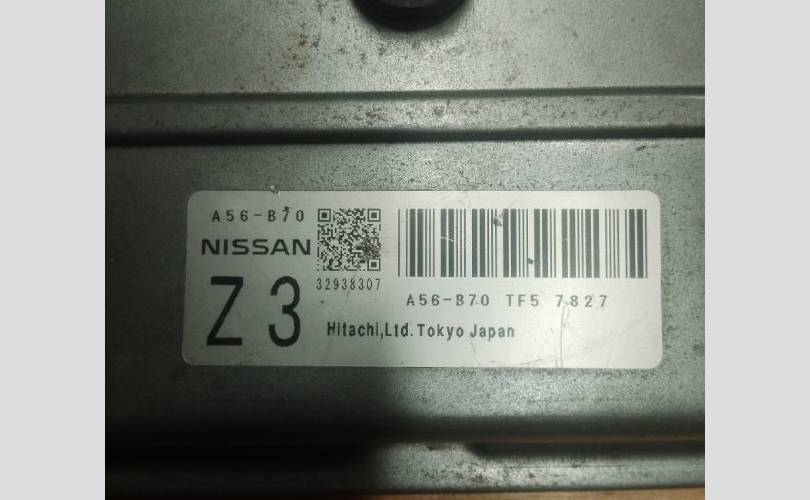 A56-B70
NISSAN
32938307
Z3
A56-B70 TF5 7827
Hitachi,Ltd.Tokyo Japan